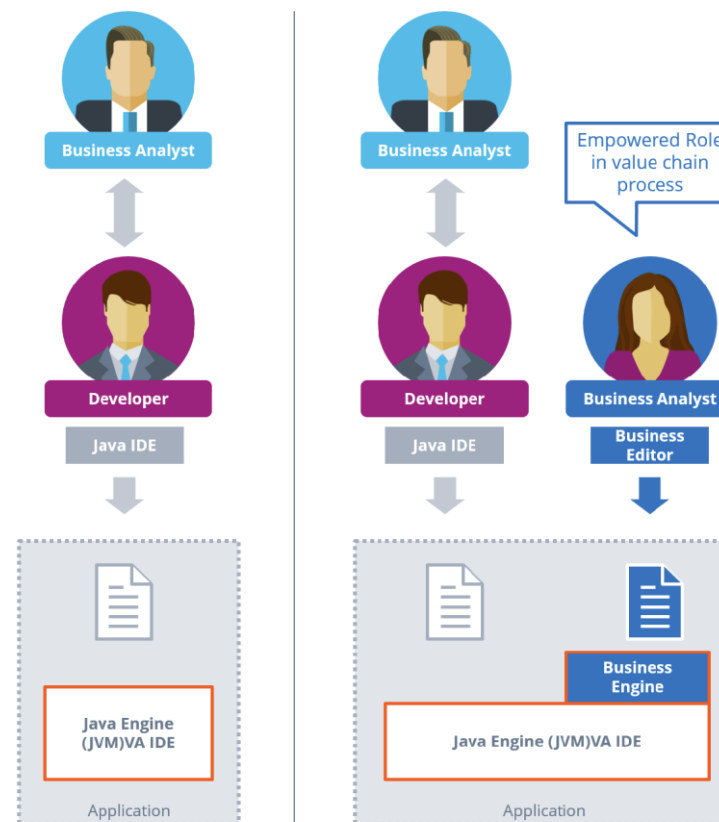 Business Analyst
Developer
Java IDE
Java Engine
(JVM)VA IDE
Application
Business Analyst
Empowered Role
in value chain
process
Developer
Business Analyst
Java IDE
Business
Editor
Business
Engine
Java Engine (JVM)VA IDE
Application